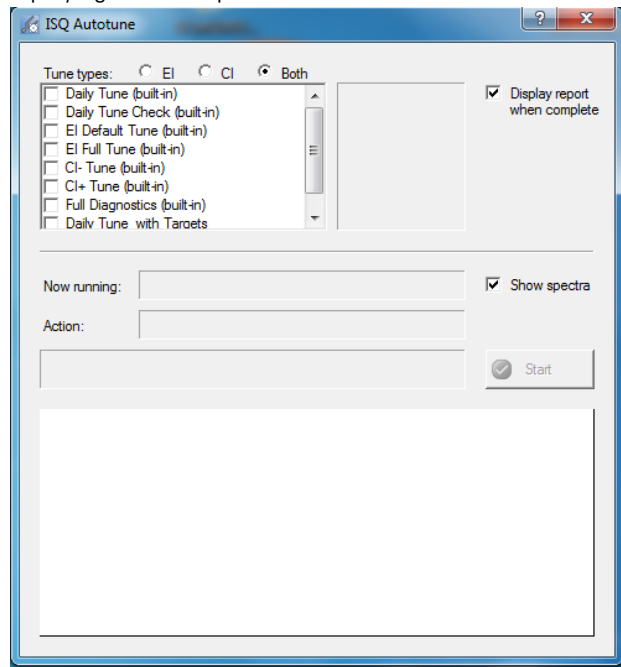 ISQ Autotune
Tune types: EI CI Both
Daily Tune (built-in)
Daily Tune Check (built-in)
EI Default Tune (built-in)
EI Full Tune (built-in)
CI- Tune (built-in)
CI+ Tune (built-in)
Full Diagnostics (built-in)
Daily Tune with Targets
Display report
when complete
Now running:
Show spectra
Action:
Start